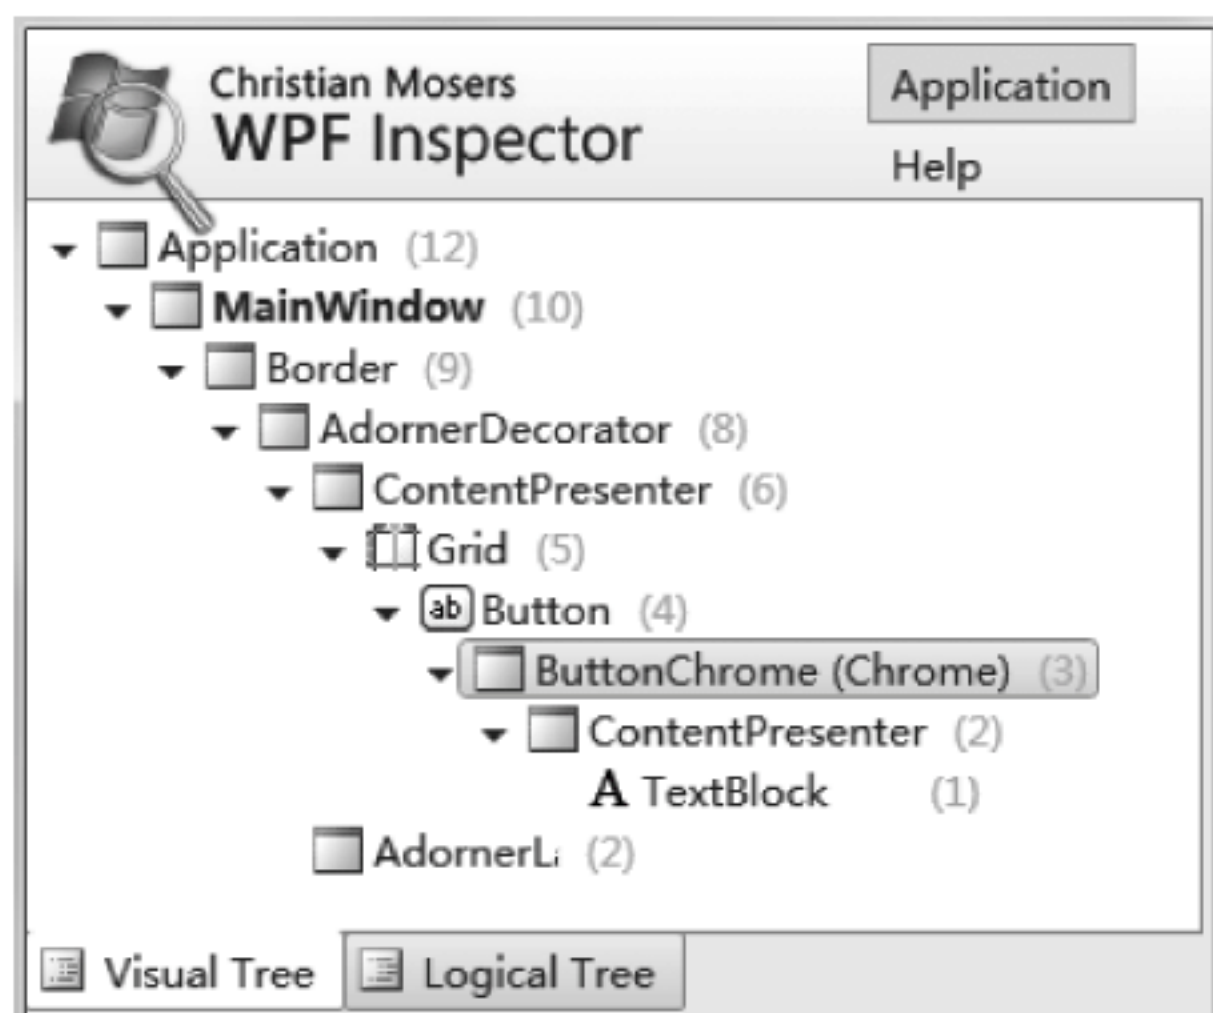 Christian Mosers
WPF Inspector
Application
Help
Application (12)
MainWindow (10)
Border (9)
AdornerDecorator (8)
ContentPresenter (6)
Grid (5)
ab Button (4)
ButtonChrome (Chrome) (3)
ContentPresenter (2)
A TextBlock (1)
AdornerLa (2)
Visual Tree
Logical Tree